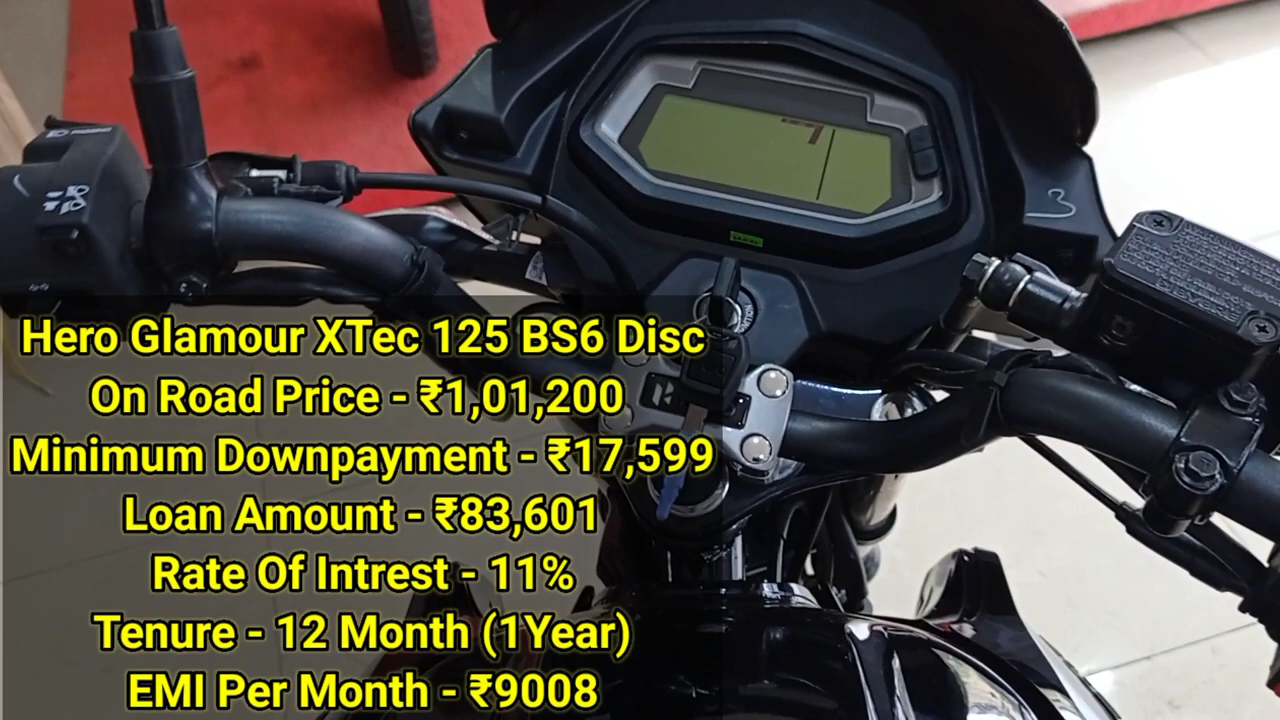 Hero Glamour XTec 125 BS6 Disc
On Road Price - ₹1,01,200
Minimum Downpayment - ₹17,599
Loan Amount - ₹83,601
Rate Of Intrest - 11%
Tenure - 12 Month (1Year)
EMI Per Month - ₹9008